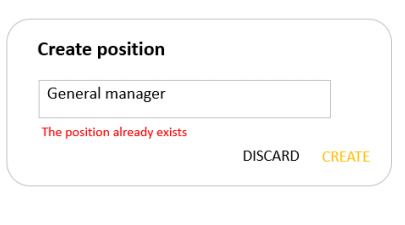 Create position
General manager
The position already exists
DISCARD CREATE